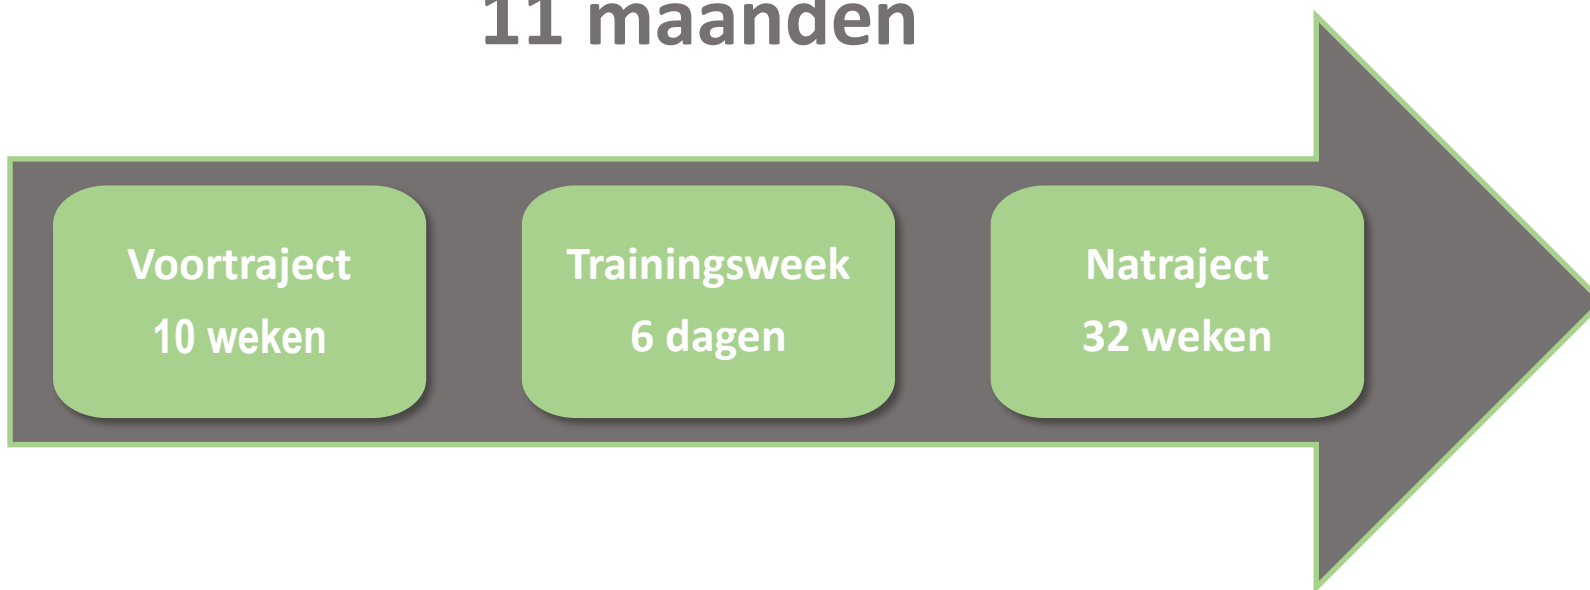 11 maanden
Voortraject
10 weken
Trainingsweek
6 dagen
Natraject
32 weken